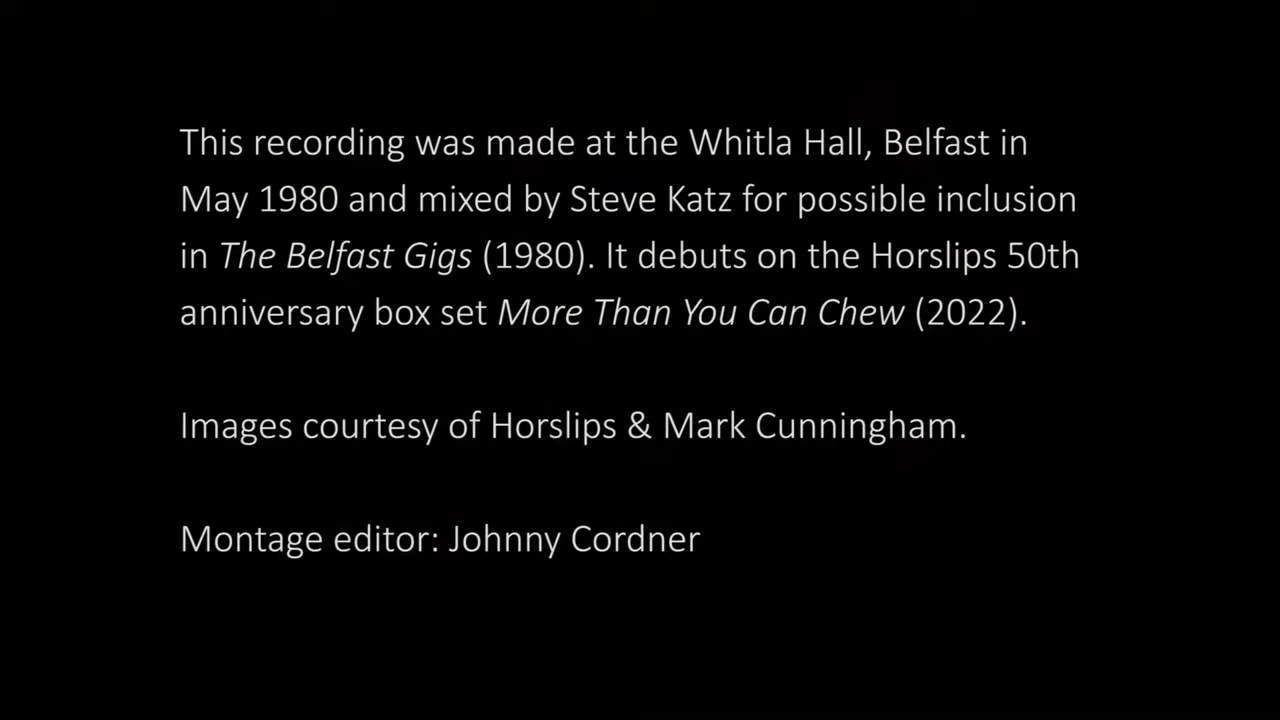 This recording was made at the Whitla Hall, Belfast in
May 1980 and mixed by Steve Katz for possible inclusion
in The Belfast Gigs (1980). It debuts on the Horslips 50th
anniversary box set More Than You Can Chew (2022).
Images courtesy of Horslips & Mark Cunningham.
Montage editor: Johnny Cordner